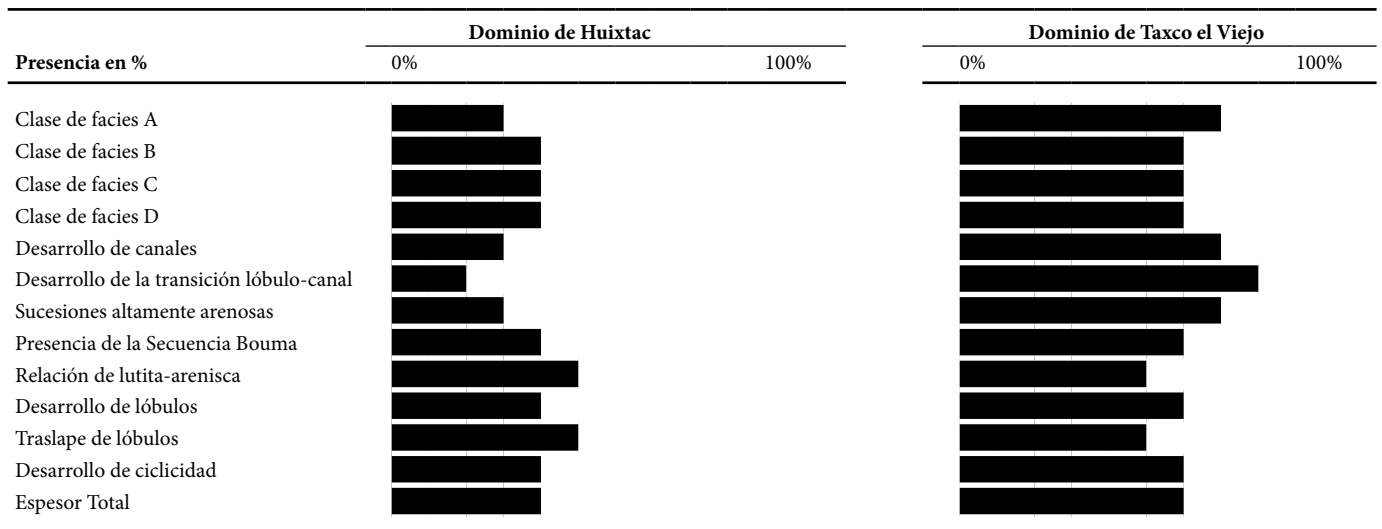 Dominio de Huixtac Dominio de Taxco el Viejo
Presencia en % 0% 100% 0% 100%
Clase de facies A
Clase de facies B
Clase de facies C
Clase de facies D
Desarrollo de canales
Desarrollo de la transición lóbulo-canal
Sucesiones altamente arenosas
Presencia de la Secuencia Bouma
Relación de lutita-arenisca
Desarrollo de lóbulos
Traslape de lóbulos
Desarrollo de ciclicidad
Espesor Total